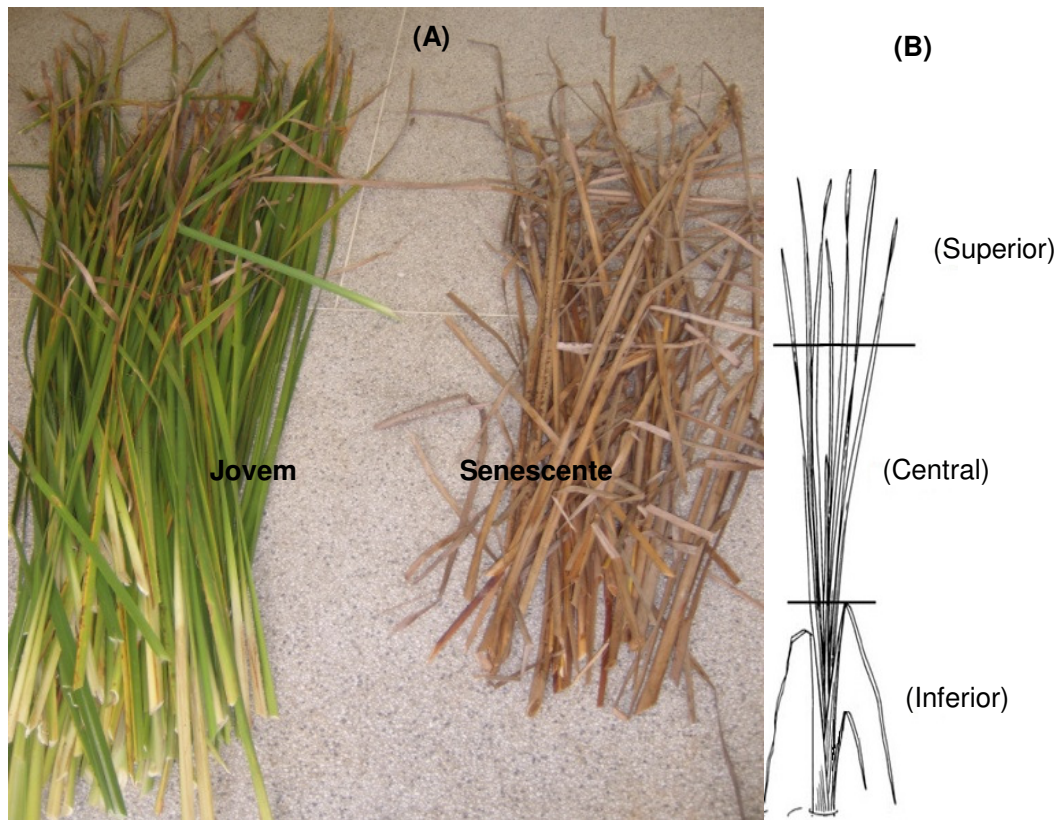 (A)
(B)
(Superior)
Jovem
Senescente
(Central)
(Inferior)